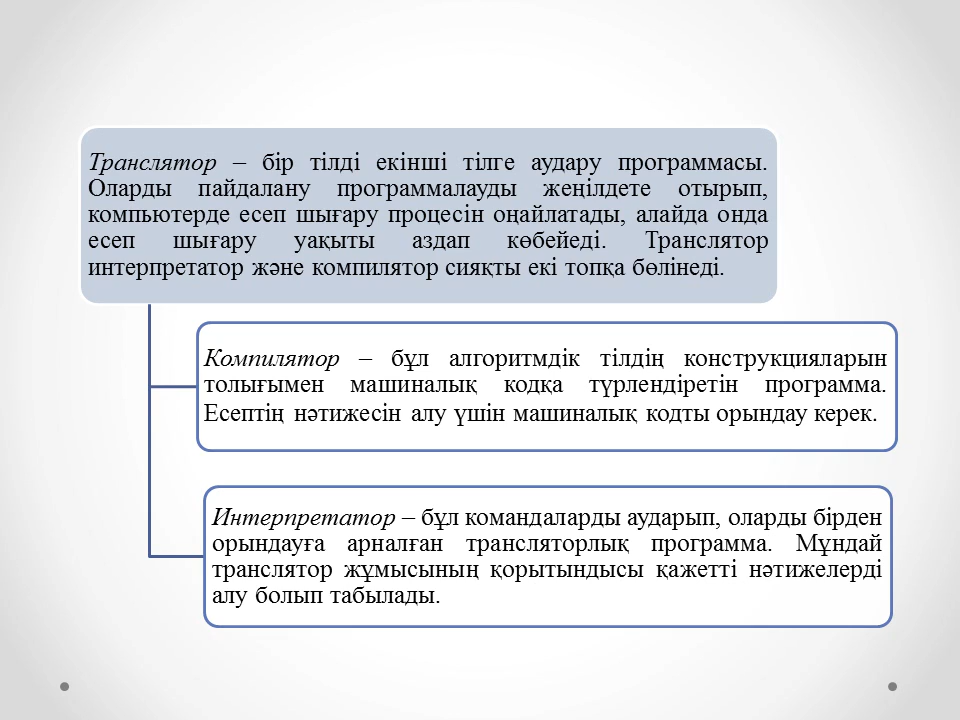 Транслятор – бір тілді екінші тілге аудару программасы.
Оларды пайдалану программалауды жеңілдете отырып,
компьютерде есеп шығару процесін оңайлатады, алайда онда
есеп шығару уақыты аздап көбейеді. Транслятор
интерпретатор және компилятор сияқты екі топқа бөлінеді.
Компилятор – бұл алгоритмдік тілдің конструкцияларын
толығымен машиналық кодқа түрлендіретін программа.
Есептің нәтижесін алу үшін машиналық кодты орындау керек.
Интерпретатор – бұл командаларды аударып, оларды бірден
орындауға арналған трансляторлық программа. Мұндай
транслятор жұмысының қорытындысы қажетті нәтижелерді
алу болып табылады.